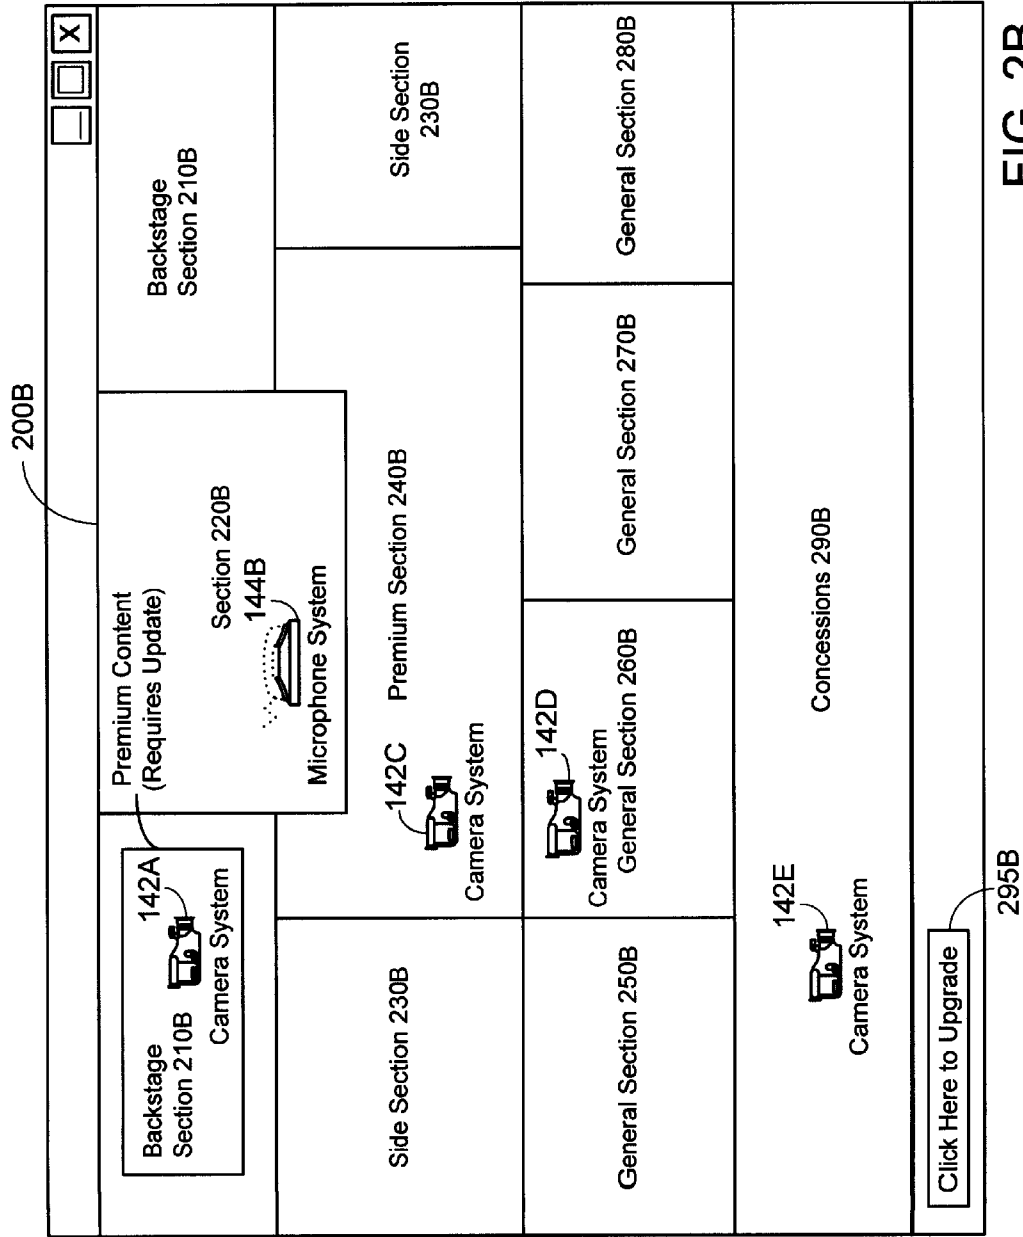 200B
X
Backstage
Section 210B
142A
Camera System
Premium Content
(Requires Update)
Section 220B
144B
Microphone System
Backstage
Section 210B
Side Section 230B
142C
Camera System
Premium Section 240B
Side Section
230B
General Section 250B
142D
Camera System
General Section 260B
General Section 270B
General Section 280B
142E
Camera System
Concessions 290B
Click Here to Upgrade
295B
FIG. 2B